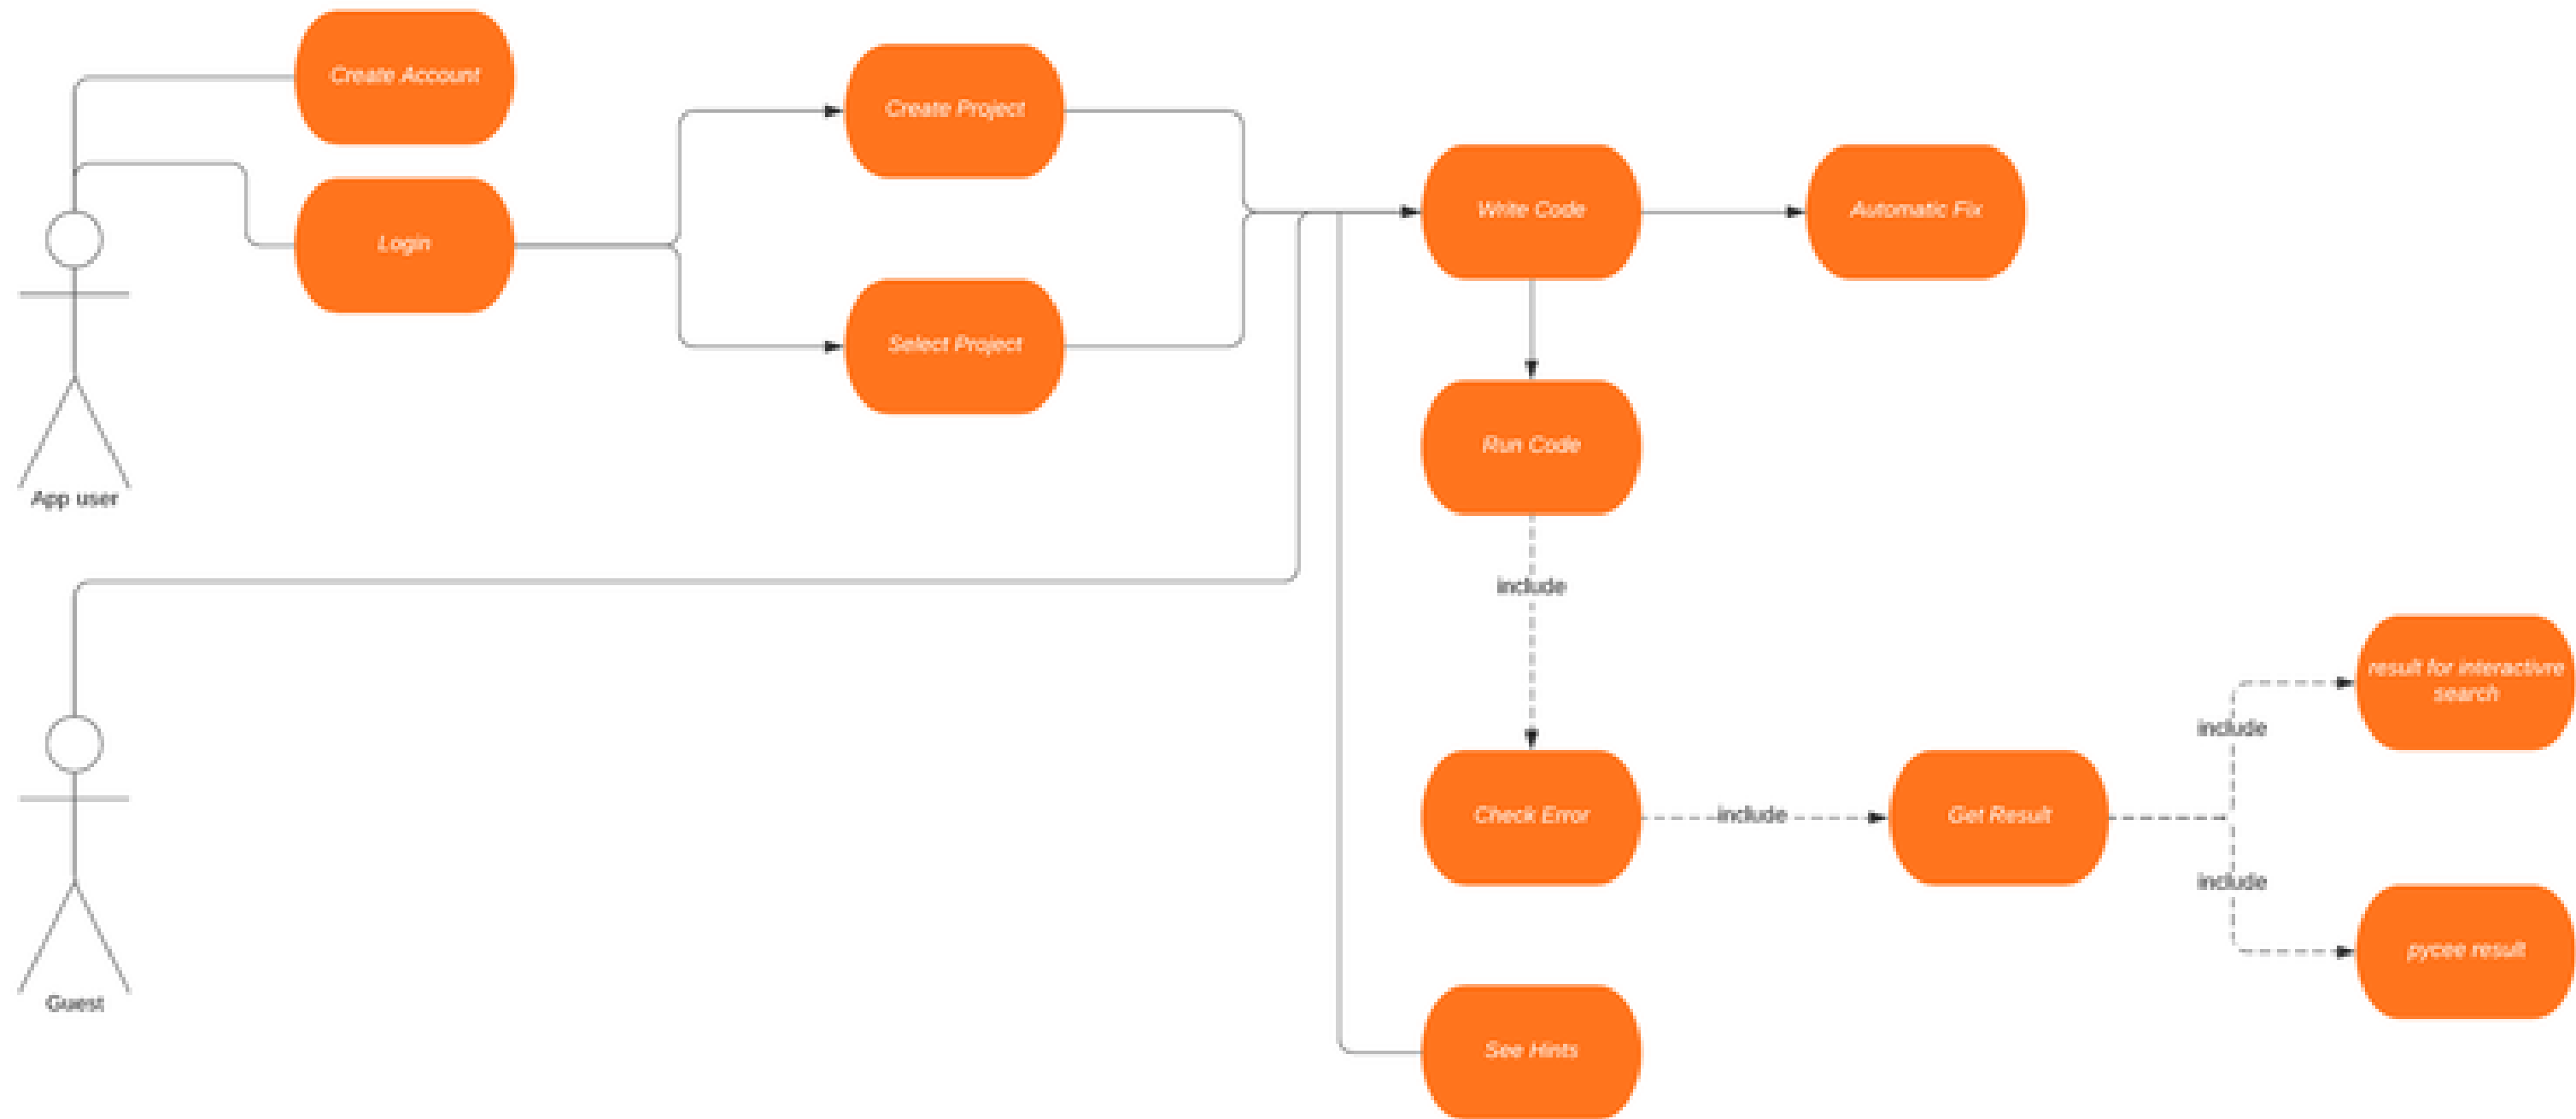 Create Account
Create Project
Write Code
Automatic Fix
Login
Select Project
Run Code
App user
include
result for interactivre
search
include
Check Error
include
Get Result
include
pycee result
Guest
See Hints